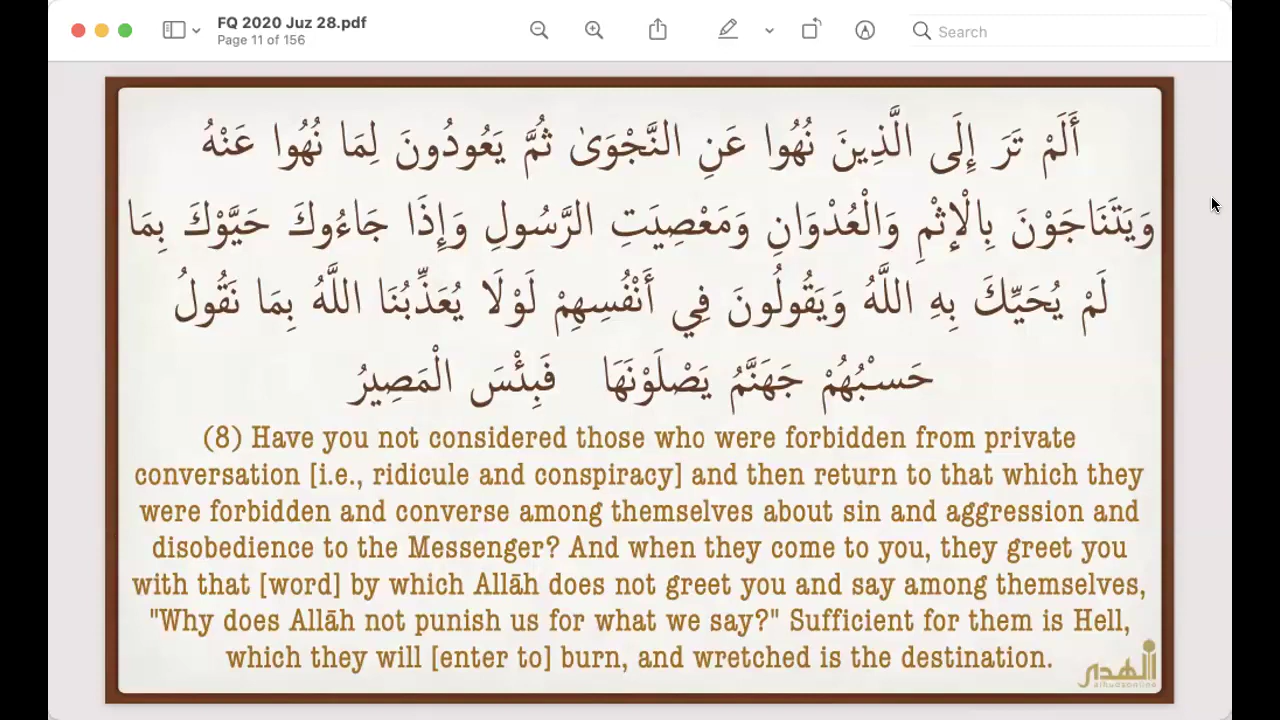 FQ 2020 Juz 28.pdf
Page 11 of 156
Search
أَلَمْ تَرَ إِلَى الَّذِينَ نُهُوا عَنِ النَّجْوَىٰ ثُمَّ يَعُودُونَ لِمَا نُهُوا عَنْهُ
وَيَتَنَاجَوْنَ بِالْإِثْمِ وَالْعُدْوَانِ وَمَعْصِيَتِ الرَّسُولِ وَإِذَا جَاءُوكَ حَيَّوْكَ بِمَا
لَمْ يُحَيِّكَ بِهِ اللَّهُ وَيَقُولُونَ فِي أَنْفُسِهِمْ لَوْلَا يُعَذِّبُنَا اللَّهُ بِمَا نَقُولُ
حَسْبُهُمْ جَهَنَّمُ يَصْلَوْنَهَا فَبِئْسَ الْمَصِيرُ
(8) Have you not considered those who were forbidden from private
conversation [i.e., ridicule and conspiracy] and then return to that which they
were forbidden and converse among themselves about sin and aggression and
disobedience to the Messenger? And when they come to you, they greet you
with that [word] by which Allāh does not greet you and say among themselves,
"Why does Allāh not punish us for what we say?" Sufficient for them is Hell,
which they will [enter to] burn, and wretched is the destination.
الهدى
alhudaonline